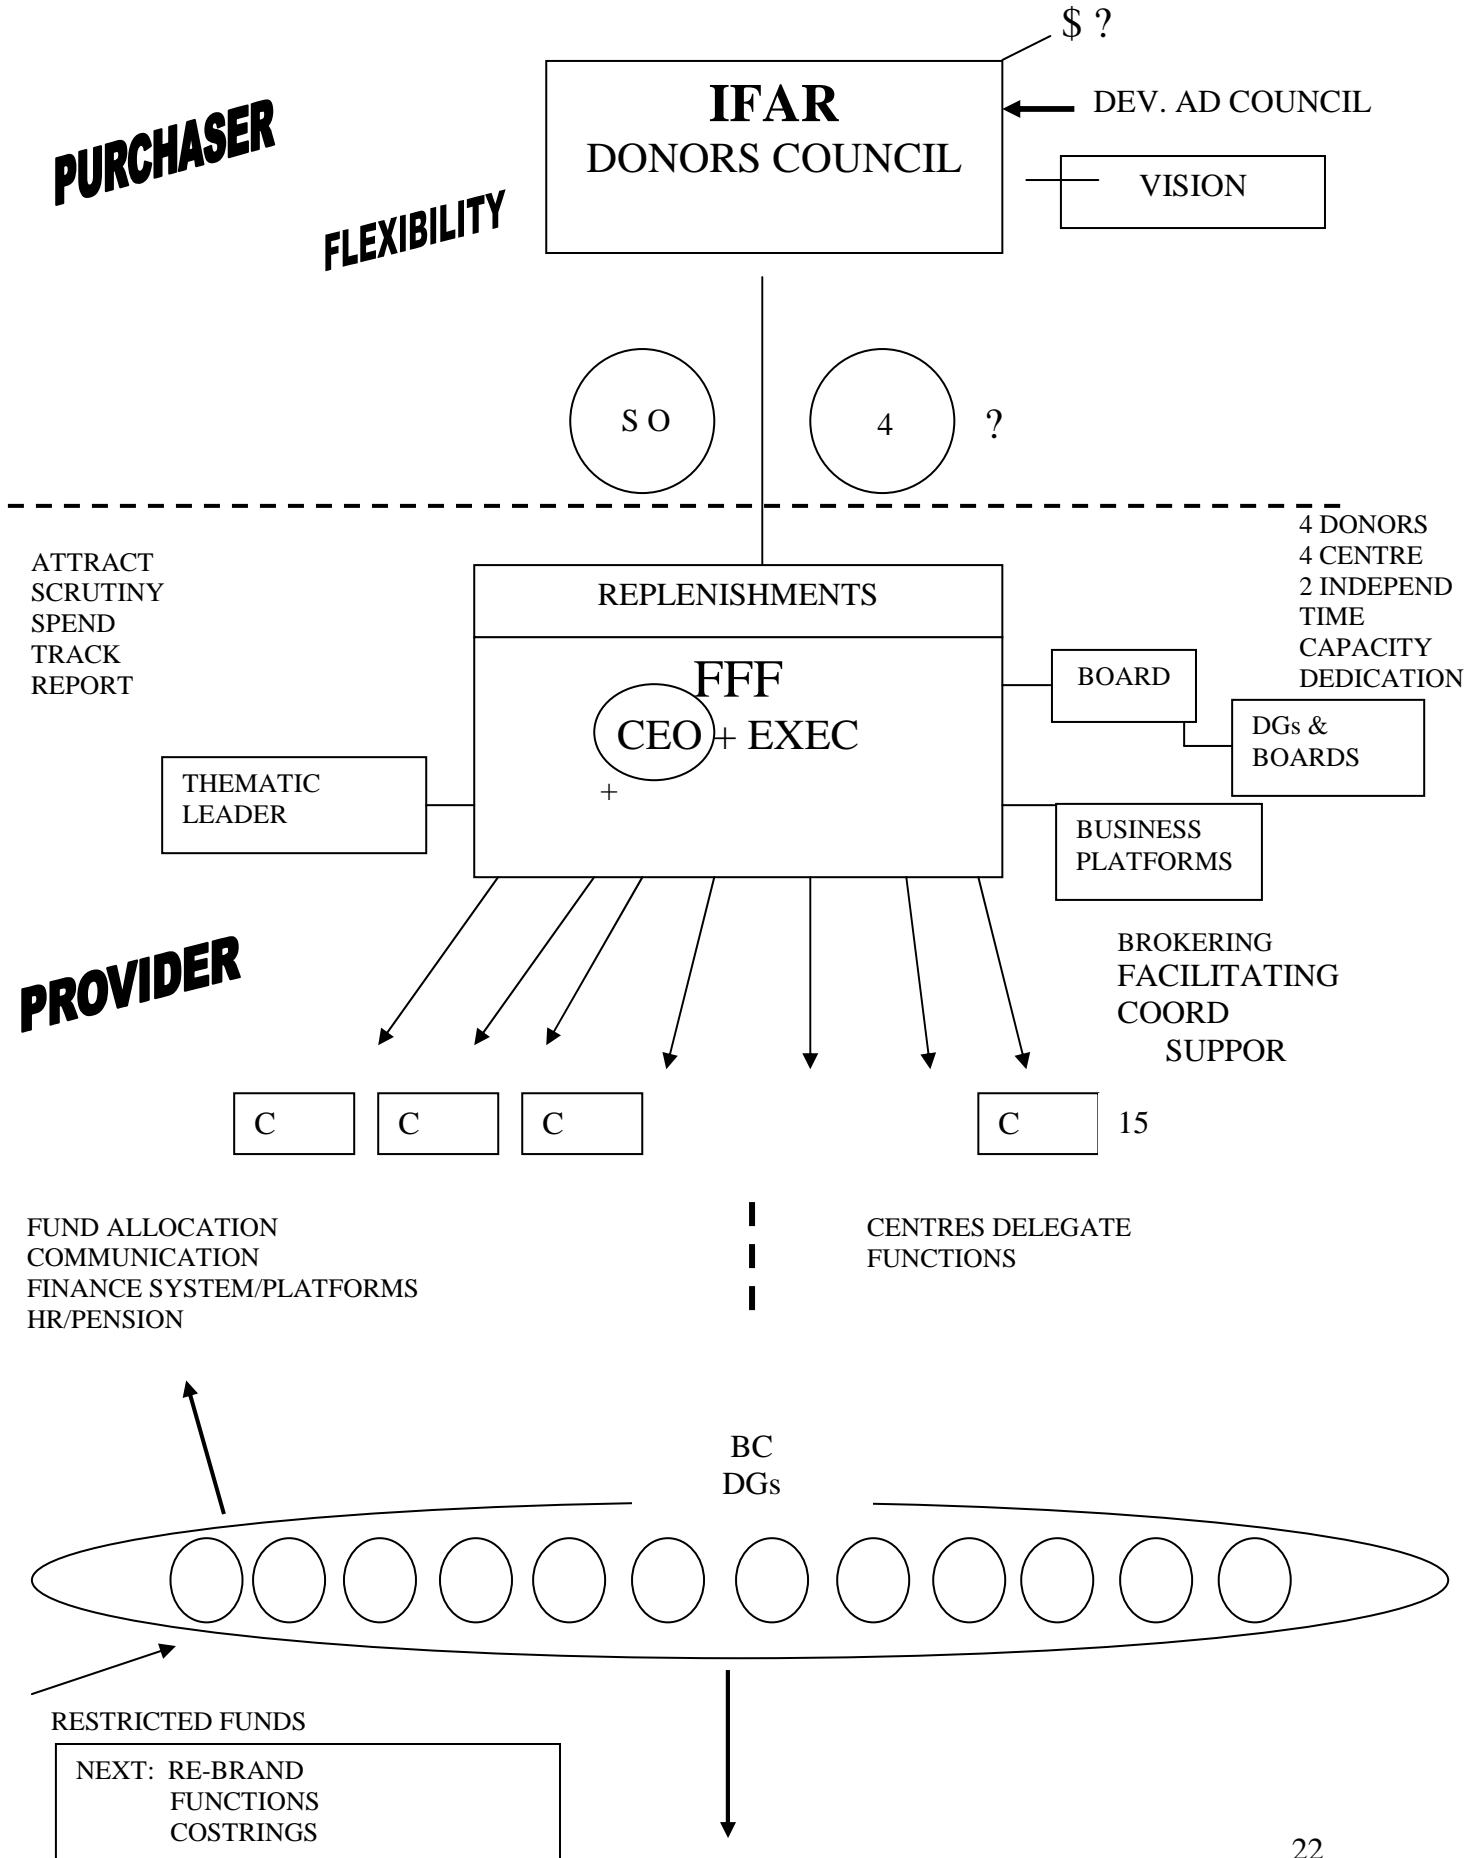 $ ?
IFAR
DONORS COUNCIL
DEV. AD COUNCIL
VISION
PURCHASER
FLEXIBILITY
S O
4
?
ATTRACT
SCRUTINY
SPEND
TRACK
REPORT
4 DONORS
4 CENTRE
2 INDEPEND
TIME
CAPACITY
DEDICATION
REPLENISHMENTS
FFF
CEO + EXEC
+
BOARD
DGs &
BOARDS
THEMATIC
LEADER
BUSINESS
PLATFORMS
PROVIDER
BROKERING
FACILITATING
COORD
SUPPOR
C
C
C
C
15
FUND ALLOCATION
COMMUNICATION
FINANCE SYSTEM/PLATFORMS
HR/PENSION
CENTRES DELEGATE
FUNCTIONS
BC
DGs
RESTRICTED FUNDS
NEXT: RE-BRAND
FUNCTIONS
COSTRINGS
22